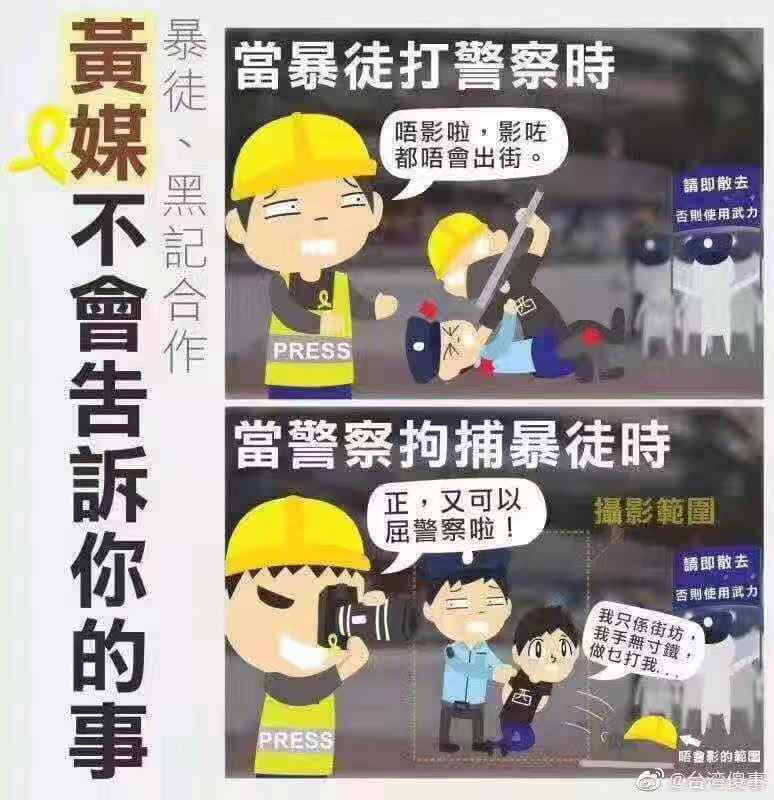 黃媒不會告訴你的事
暴徒、黑記合作
當暴徒打警察時
唔影啦，影咗
都唔會出街。
請即散去
否則使用武力
西
PRESS
當警察拘捕暴徒時
正，又可以
屈警察啦！
攝影範圍
請即散去
否則使用武力
我只係街坊，
我手無寸鐵，
做乜打我...
西
PRESS
唔會影的範圍
@台湾傻事